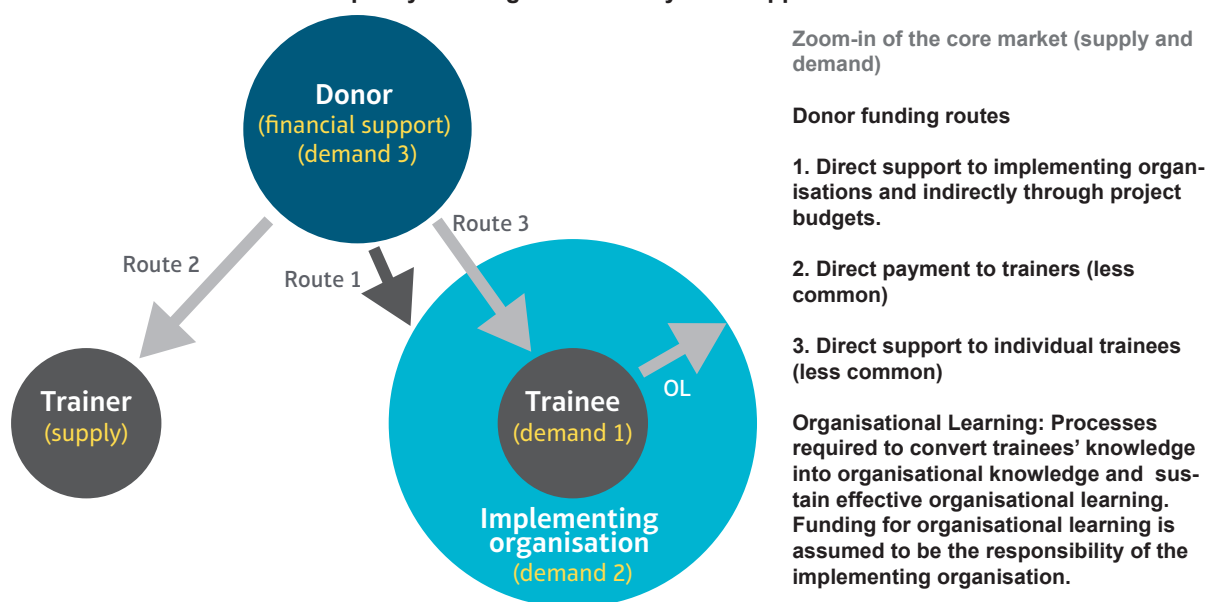 Donor
(financial support)
(demand 3)
Route 3
Route 2
Route 1
Trainer
(supply)
Trainee
(demand 1)
OL
Implementing
organisation
(demand 2)
Zoom-in of the core market (supply and
demand)
Donor funding routes
1. Direct support to implementing organ-
isations and indirectly through project
budgets.
2. Direct payment to trainers (less
common)
3. Direct support to individual trainees
(less common)
Organisational Learning: Processes
required to convert trainees' knowledge
into organisational knowledge and sus-
tain effective organisational learning.
Funding for organisational learning is
assumed to be the responsibility of the
implementing organisation.